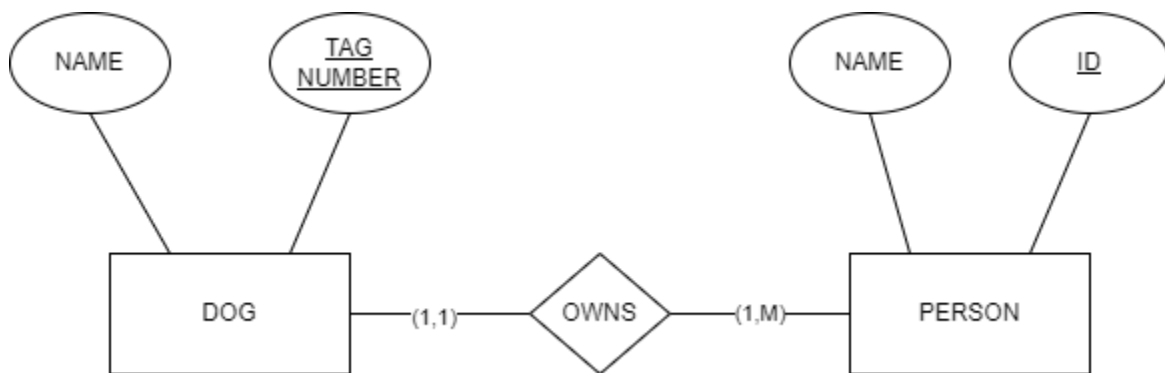 NAME
TAG
NUMBER
NAME
ID
DOG
(1,1)
OWNS
(1,M)
PERSON